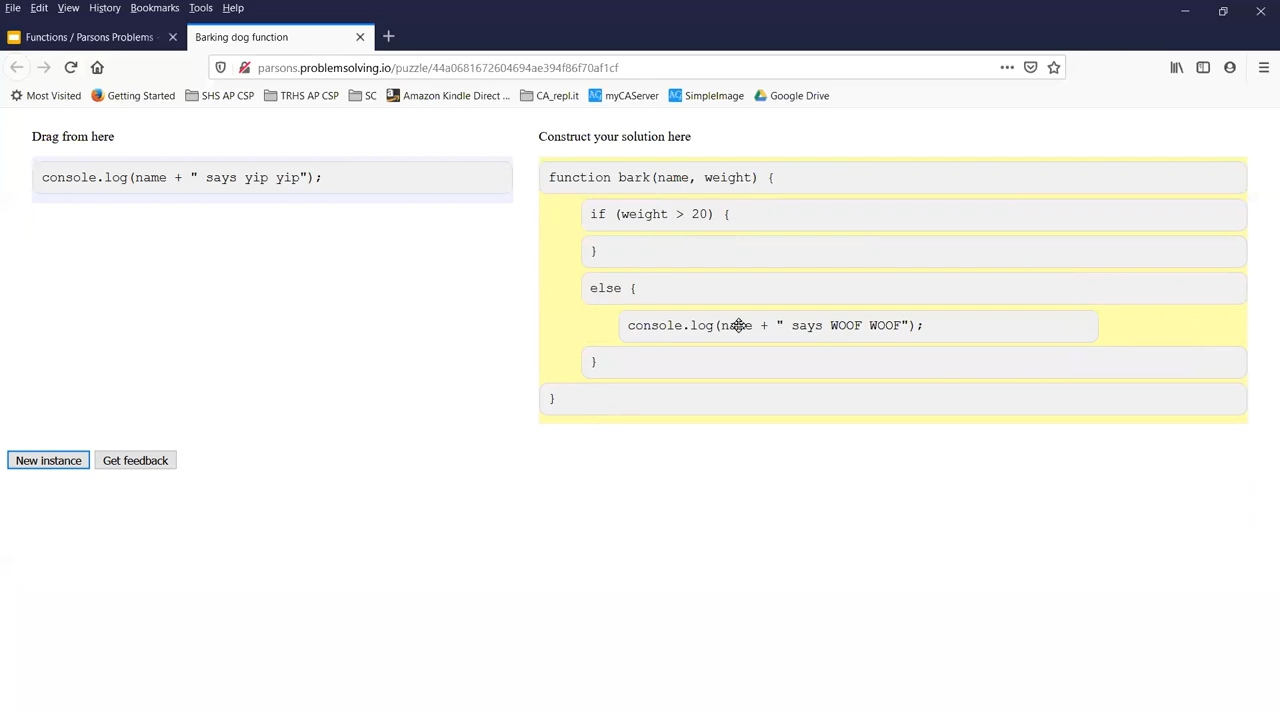 File Edit View History Bookmarks Tools Help
Functions / Parsons Problems -
Barking dog function
parsons.problemsolving.io/puzzle/44a0681672604694ae394f86f70af1cf
Most Visited Getting Started SHS AP CSP TRHS AP CSP SC Amazon Kindle Direct ... CA_repl.it myCAServer SimpleImage Google Drive
Drag from here
console.log(name + " says yip yip");
Construct your solution here
function bark(name, weight) {
if (weight > 20) {
}
else {
console.log(name + " says WOOF WOOF");
}
}
New instance Get feedback